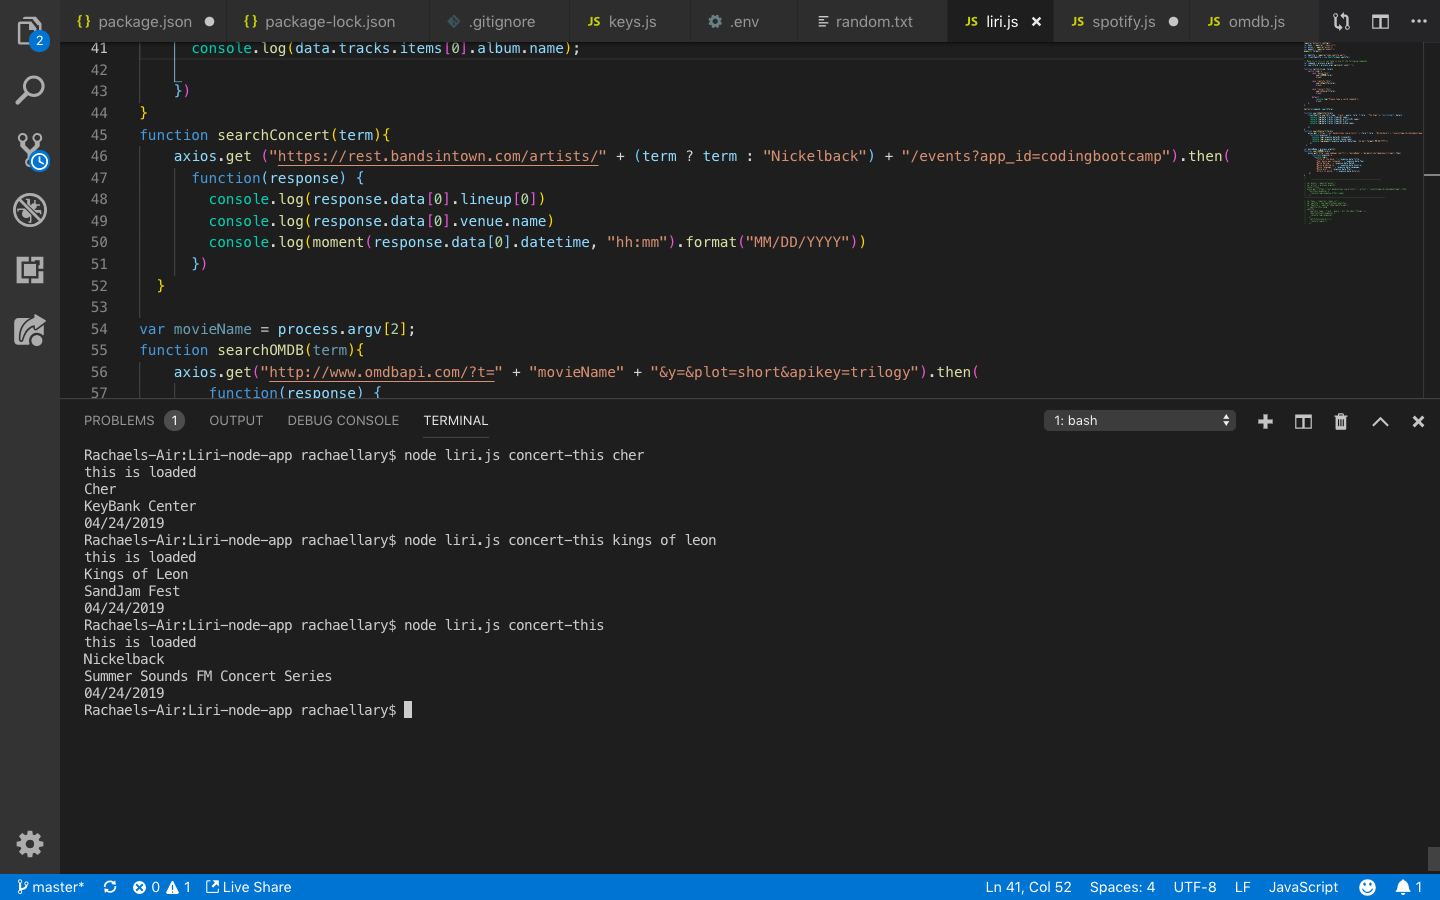 {} package.json
{} package-lock.json
.gitignore
JS keys.js
.env
random.txt
JS liri.js
JS spotify.js
JS omdb.js
2
41 console.log(data.tracks.items[0].album.name);
42
43 })
44 }
45 function searchConcert(term){
46 axios.get ("https://rest.bandsintown.com/artists/" + (term ? term : "Nickelback") + "/events?app_id=codingbootcamp").then(
47 function(response) {
48 console.log(response.data[0].lineup[0])
49 console.log(response.data[0].venue.name)
50 console.log(moment(response.data[0].datetime, "hh:mm").format("MM/DD/YYYY"))
51 })
52 }
53
54 var movieName = process.argv[2];
55 function searchOMDB(term){
56 axios.get("http://www.omdbapi.com/?t=" + "movieName" + "&y=&plot=short&apikey=trilogy").then(
57 function(response) {
PROBLEMS 1 OUTPUT DEBUG CONSOLE TERMINAL 1: bash
Rachaels-Air:Liri-node-app rachaellary$ node liri.js concert-this cher
this is loaded
Cher
KeyBank Center
04/24/2019
Rachaels-Air:Liri-node-app rachaellary$ node liri.js concert-this kings of leon
this is loaded
Kings of Leon
SandJam Fest
04/24/2019
Rachaels-Air:Liri-node-app rachaellary$ node liri.js concert-this
this is loaded
Nickelback
Summer Sounds FM Concert Series
04/24/2019
Rachaels-Air:Liri-node-app rachaellary$
master* 0 1 Live Share Ln 41, Col 52 Spaces: 4 UTF-8 LF JavaScript 1